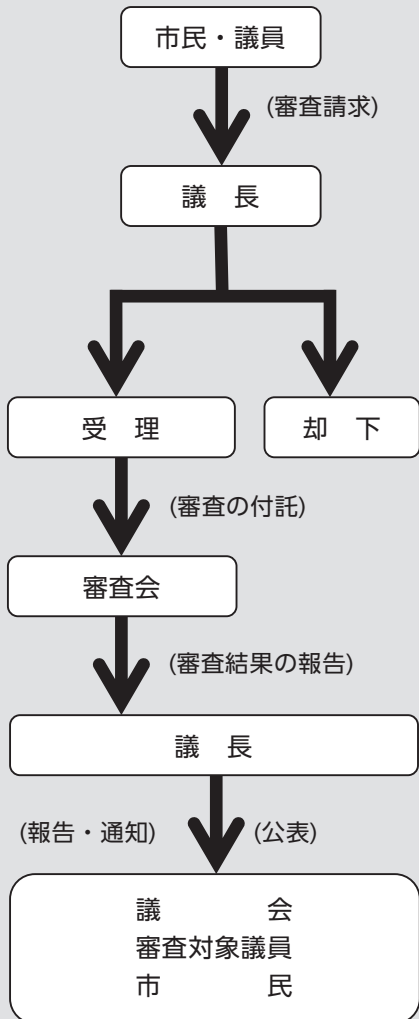 市民・議員
(審査請求)
議　長
受　理
却　下
(審査の付託)
審査会
(審査結果の報告)
議　長
(報告・通知)
(公表)
議　　　会
審査対象議員
市　　　民